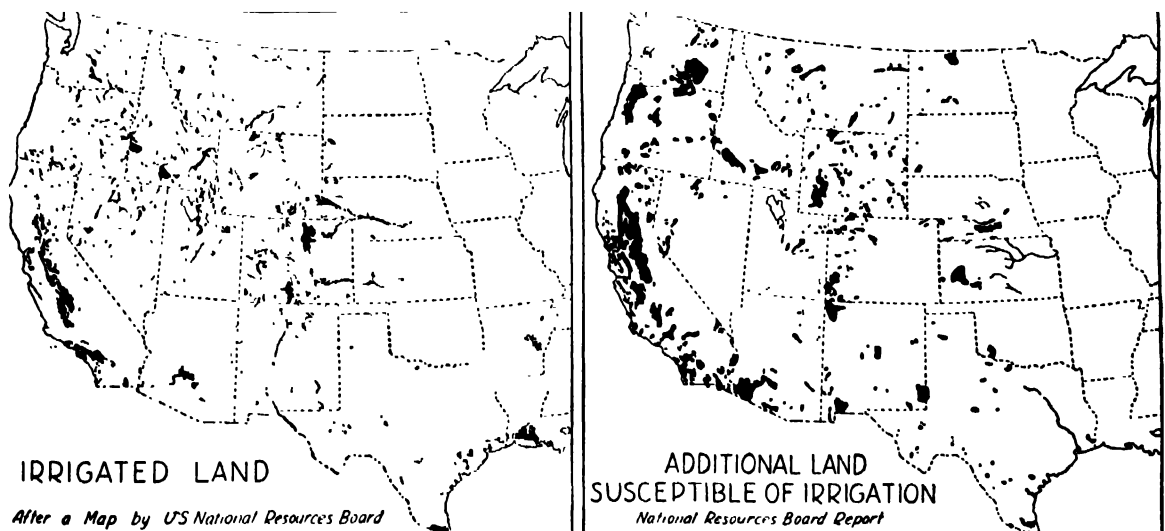 IRRIGATED LAND
After a Map by US National Resources Board
ADDITIONAL LAND
SUSCEPTIBLE OF IRRIGATION
National Resources Board Report